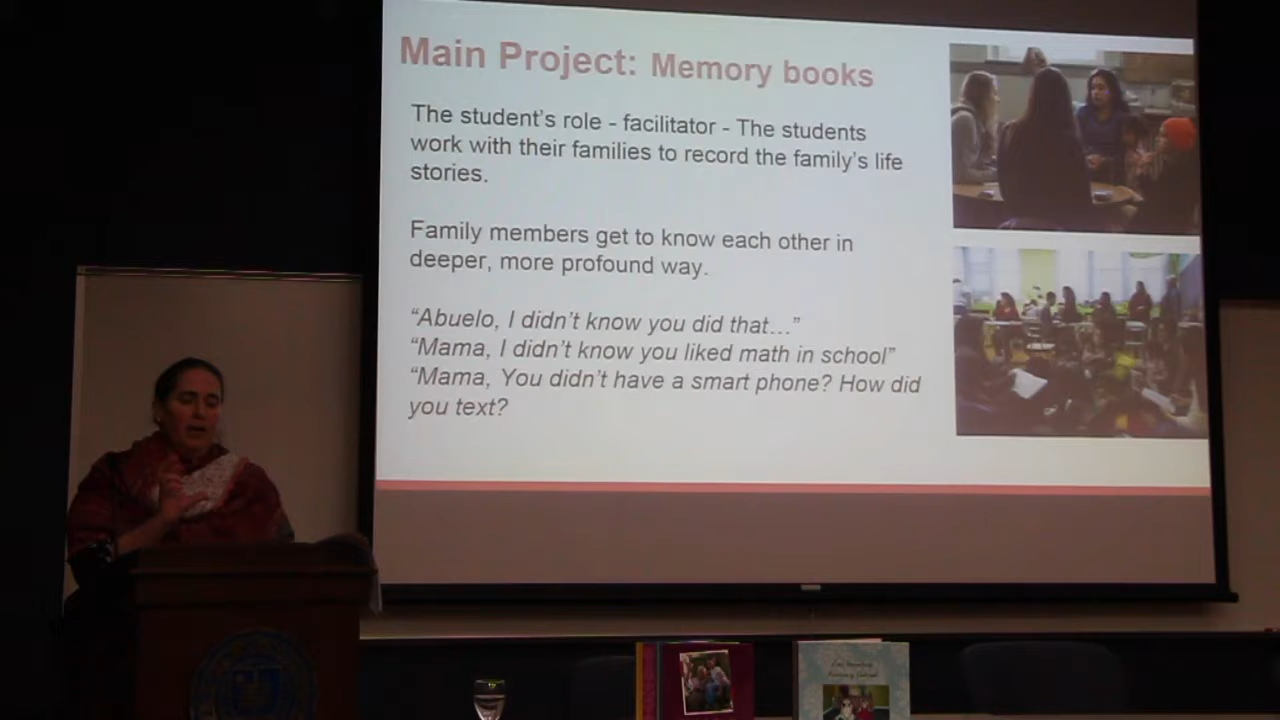 Main Project: Memory books
The student's role - facilitator - The students
work with their families to record the family's life
stories.
Family members get to know each other in
deeper, more profound way.
“Abuelo, I didn't know you did that…”
“Mama, I didn't know you liked math in school”
“Mama, You didn't have a smart phone? How did
you text?